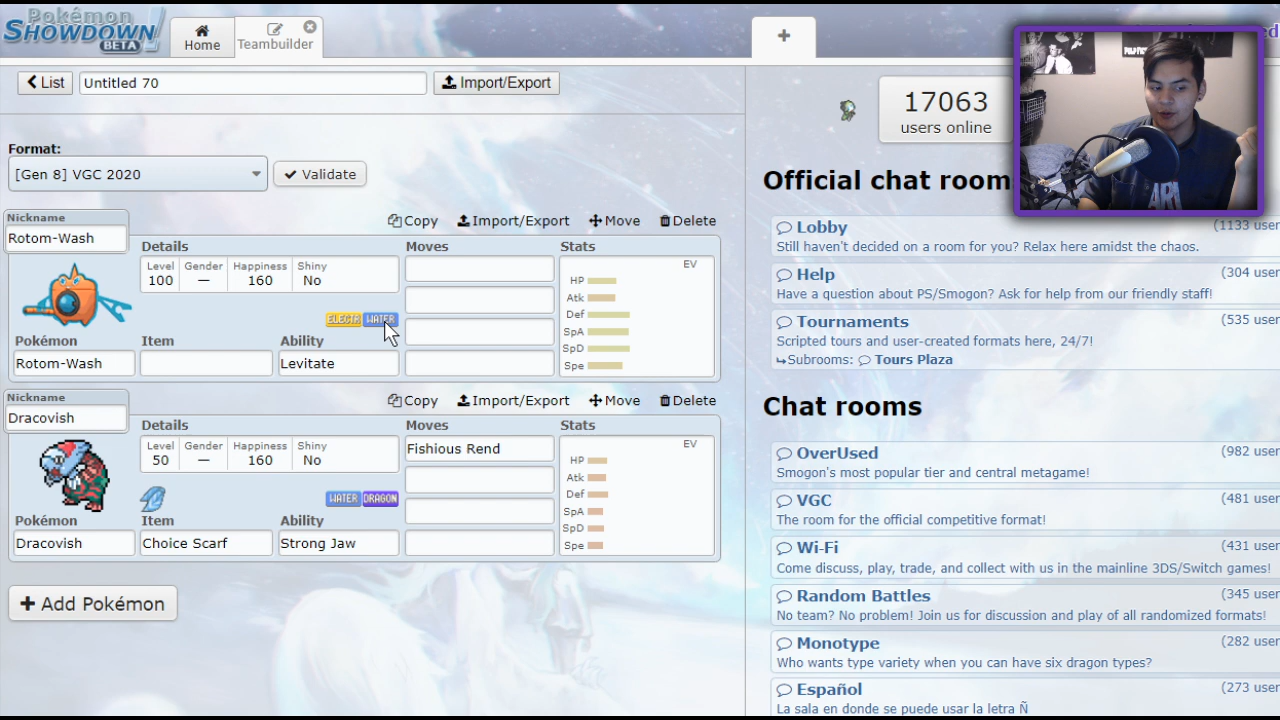 Pokémon
SHOWDOWN
BETA
Home
Teambuilder
+
List
Untitled 70
Import/Export
17063
users online
Format:
[Gen 8] VGC 2020
Validate
Official chat rooms
Nickname
Rotom-Wash
Copy
Import/Export
Move
Delete
Details
Moves
Stats
Level
100
Gender
—
Happiness
160
Shiny
No
EV
HP
Atk
Def
SpA
SpD
Spe
ELECTR
WATER
Pokémon
Item
Ability
Rotom-Wash
Levitate
Nickname
Dracovish
Copy
Import/Export
Move
Delete
Details
Moves
Stats
Level
50
Gender
—
Happiness
160
Shiny
No
Fishious Rend
EV
HP
Atk
Def
SpA
SpD
Spe
WATER
DRAGON
Pokémon
Item
Ability
Dracovish
Choice Scarf
Strong Jaw
+ Add Pokémon
Lobby
(1133 user
Still haven't decided on a room for you? Relax here amidst the chaos.
Help
(304 user
Have a question about PS/Smogon? Ask for help from our friendly staff!
Tournaments
(535 user
Scripted tours and user-created formats here, 24/7!
↳Subrooms: Tours Plaza
Chat rooms
OverUsed
(982 user
Smogon's most popular tier and central metagame!
VGC
(481 user
The room for the official competitive format!
Wi-Fi
(431 user
Come discuss, play, trade, and collect with us in the mainline 3DS/Switch games!
Random Battles
(345 user
No team? No problem! Join us for discussion and play of all randomized formats!
Monotype
(282 user
Who wants type variety when you can have six dragon types?
Español
(273 user
La sala en donde se puede usar la letra Ñ